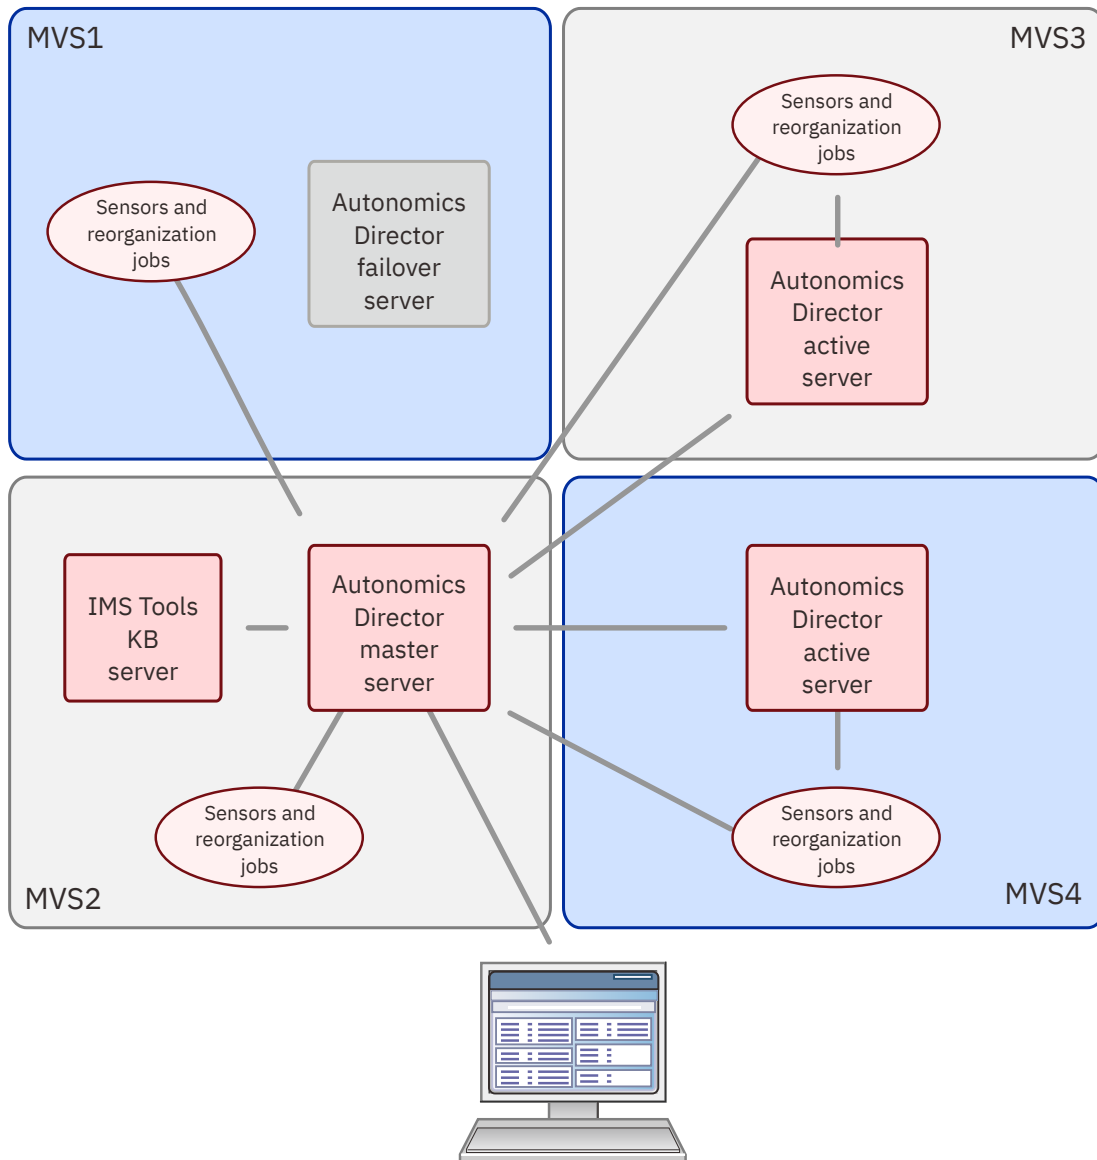 MVS1
Sensors and
reorganization
jobs
Autonomics
Director
failover
server
MVS3
Sensors and
reorganization
jobs
Autonomics
Director
active
server
IMS Tools
KB
server
Autonomics
Director
master
server
Sensors and
reorganization
jobs
MVS2
Autonomics
Director
active
server
Sensors and
reorganization
jobs
MVS4